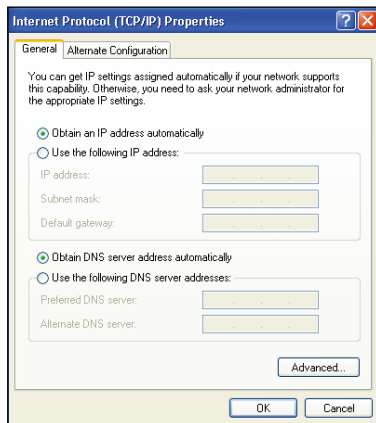 Internet Protocol (TCP/IP) Properties
General Alternate Configuration
You can get IP settings assigned automatically if your network supports
this capability. Otherwise, you need to ask your network administrator for
the appropriate IP settings.
Obtain an IP address automatically
Use the following IP address:
IP address:
Subnet mask:
Default gateway:
Obtain DNS server address automatically
Use the following DNS server addresses:
Preferred DNS server:
Alternate DNS server:
Advanced...
OK Cancel